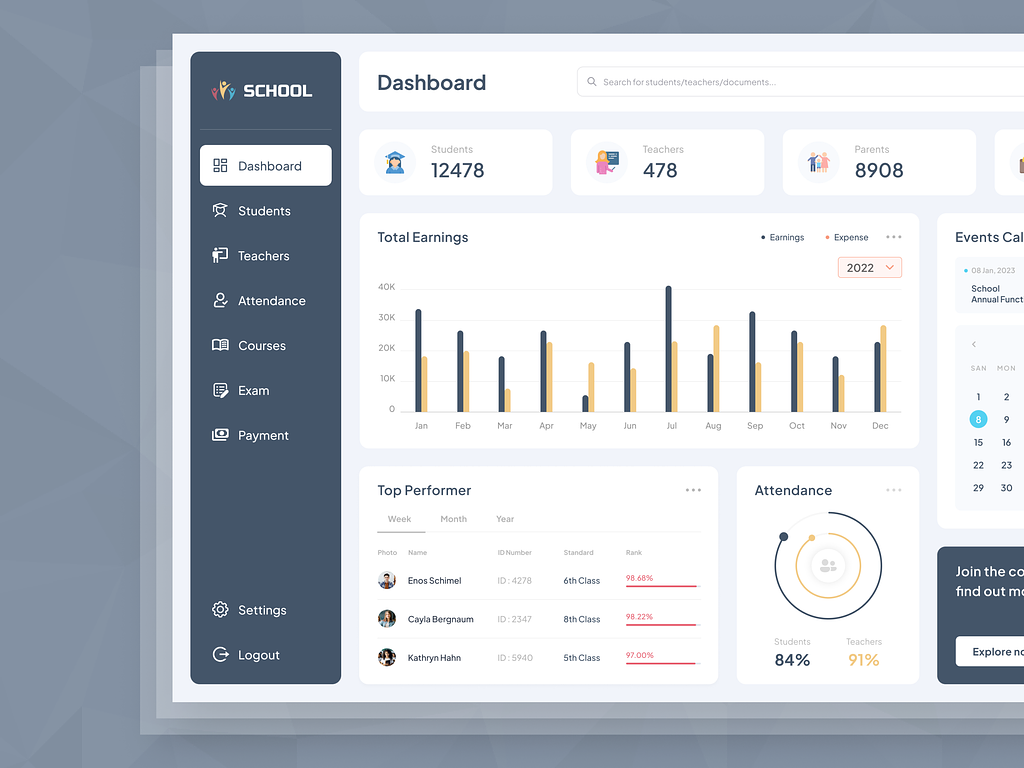 SCHOOL
Dashboard
Students
Teachers
Attendance
Courses
Exam
Payment
Settings
Logout
Dashboard
Search for students/teachers/documents...
Students
12478
Teachers
478
Parents
8908
Total Earnings
Earnings
Expense
2022
40K
30K
20K
10K
0
Jan Feb Mar Apr May Jun Jul Aug Sep Oct Nov Dec
Events Cal
08 Jan, 2023
School
Annual Funct
SAN MON
1 2
8 9
15 16
22 23
29 30
Top Performer
Week Month Year
Photo Name ID Number Standard Rank
Enos Schimel ID : 4278 6th Class 98.68%
Cayla Bergnaum ID : 2347 8th Class 98.22%
Kathryn Hahn ID : 5940 5th Class 97.00%
Attendance
Students Teachers
84% 91%
Join the co
find out mo
Explore no